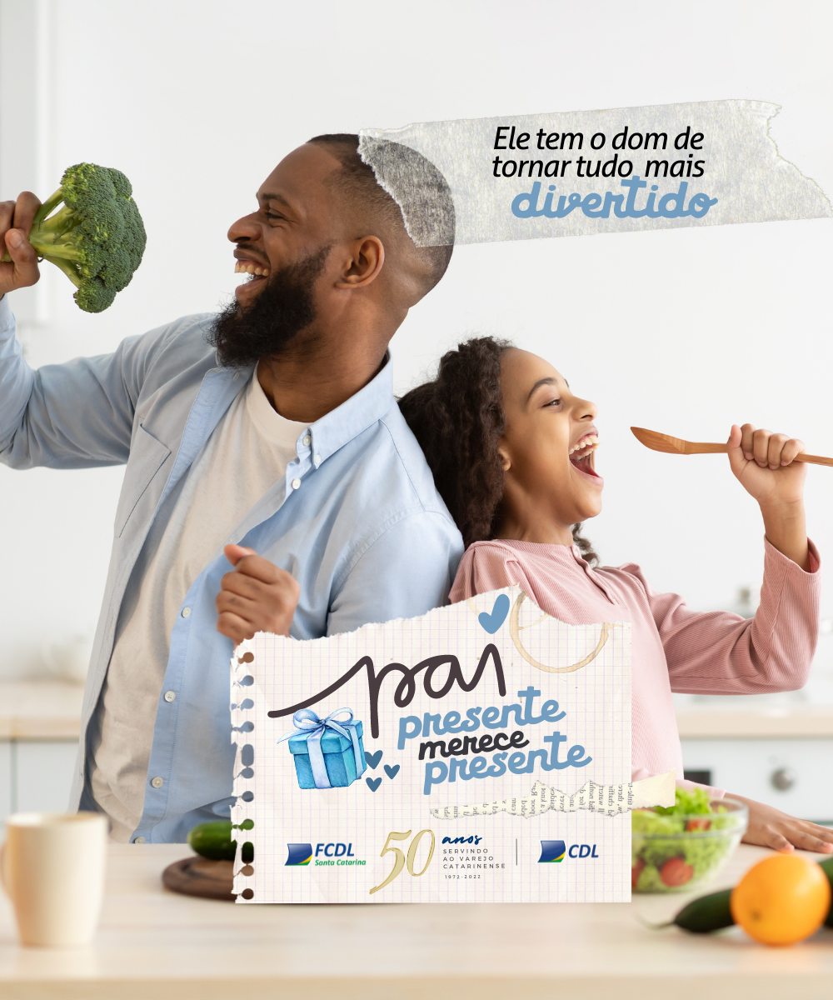 Ele tem o dom de
tornar tudo mais
divertido
pai
presente
merece
presente
FCDL
Santa Catarina
50 anos
SERVINDO
AO VAREJO
CATARINENSE
1972-2022
CDL